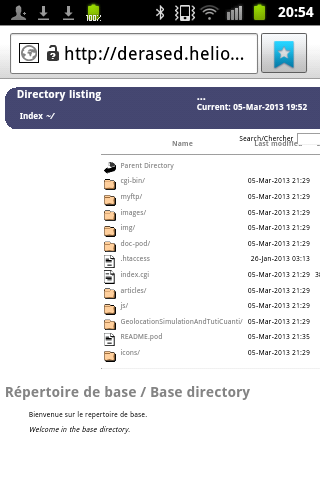 100%
20:54
http://derased.helio...
Directory listing
...
Current: 05-Mar-2013 19:52
Index ~/
Search/Chercher
Name Last modified
Parent Directory
cgi-bin/ 05-Mar-2013 21:29
myftp/ 05-Mar-2013 21:29
images/ 05-Mar-2013 21:29
img/ 05-Mar-2013 21:29
doc-pod/ 05-Mar-2013 21:29
.htaccess 26-Jan-2013 03:13
index.cgi 05-Mar-2013 21:29
articles/ 05-Mar-2013 21:29
js/ 05-Mar-2013 21:29
GeolocationSimulationAndTutiCuanti/ 05-Mar-2013 21:29
README.pod 05-Mar-2013 21:35
icons/ 05-Mar-2013 21:29
Répertoire de base / Base directory
Bienvenue sur le repertoire de base.
Welcome in the base directory.